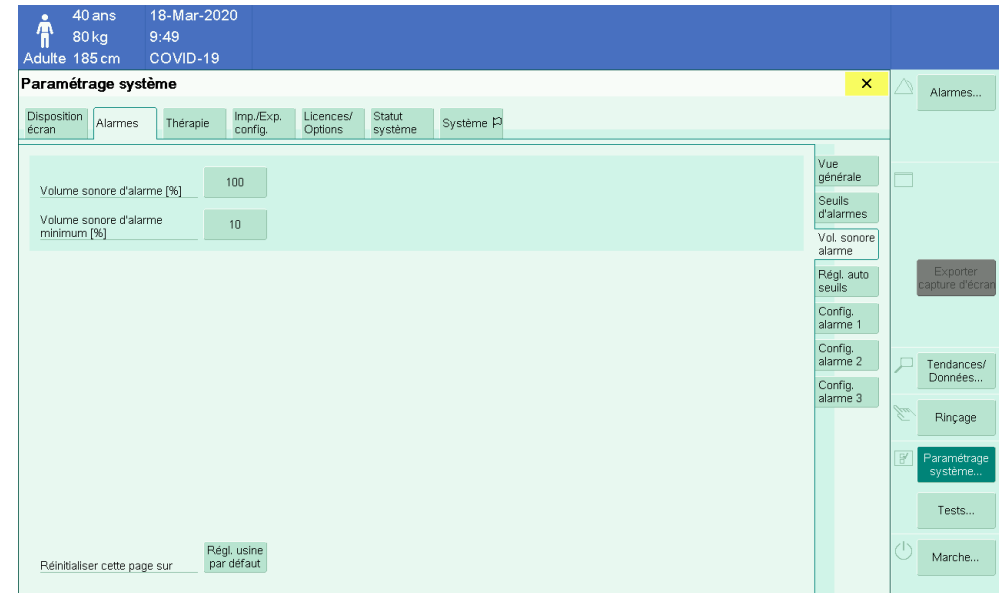 40 ans 18-Mar-2020
80 kg 9:49
Adulte 185 cm COVID-19
Paramétrage système
×
Alarmes...
Disposition
écran
Alarmes
Thérapie
Imp./Exp.
config.
Licences/
Options
Statut
système
Système
Volume sonore d'alarme [%] 100
Volume sonore d'alarme
minimum [%] 10
Vue
générale
Seuils
d'alarmes
Vol. sonore
alarme
Régl. auto
seuils
Config.
alarme 1
Config.
alarme 2
Config.
alarme 3
Exporter
capture d'écran
Tendances/
Données...
Rinçage
Paramétrage
système...
Tests...
Marche...
Réinitialiser cette page sur
Régl. usine
par défaut